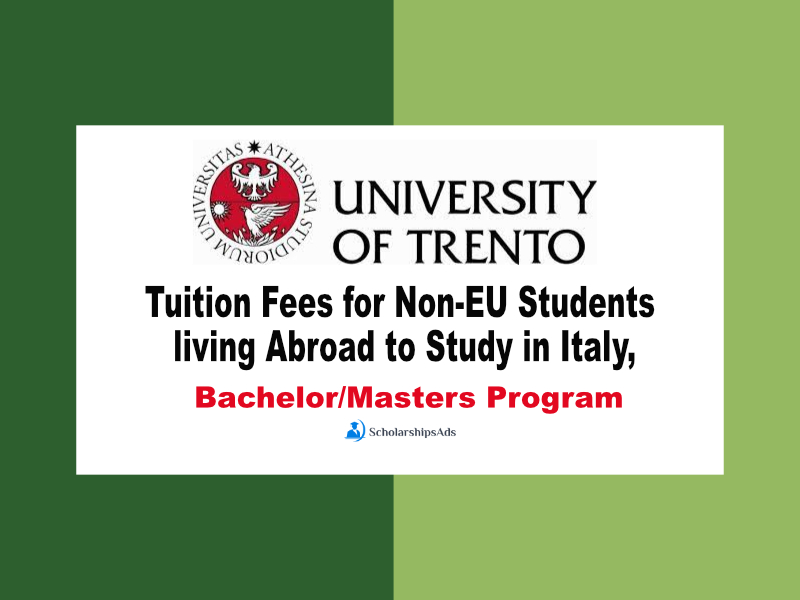 UNIVERSITAS ATHESINA STUDIORUM
UNIVERSITY
OF TRENTO
Tuition Fees for Non-EU Students
living Abroad to Study in Italy,
Bachelor/Masters Program
ScholarshipsAds